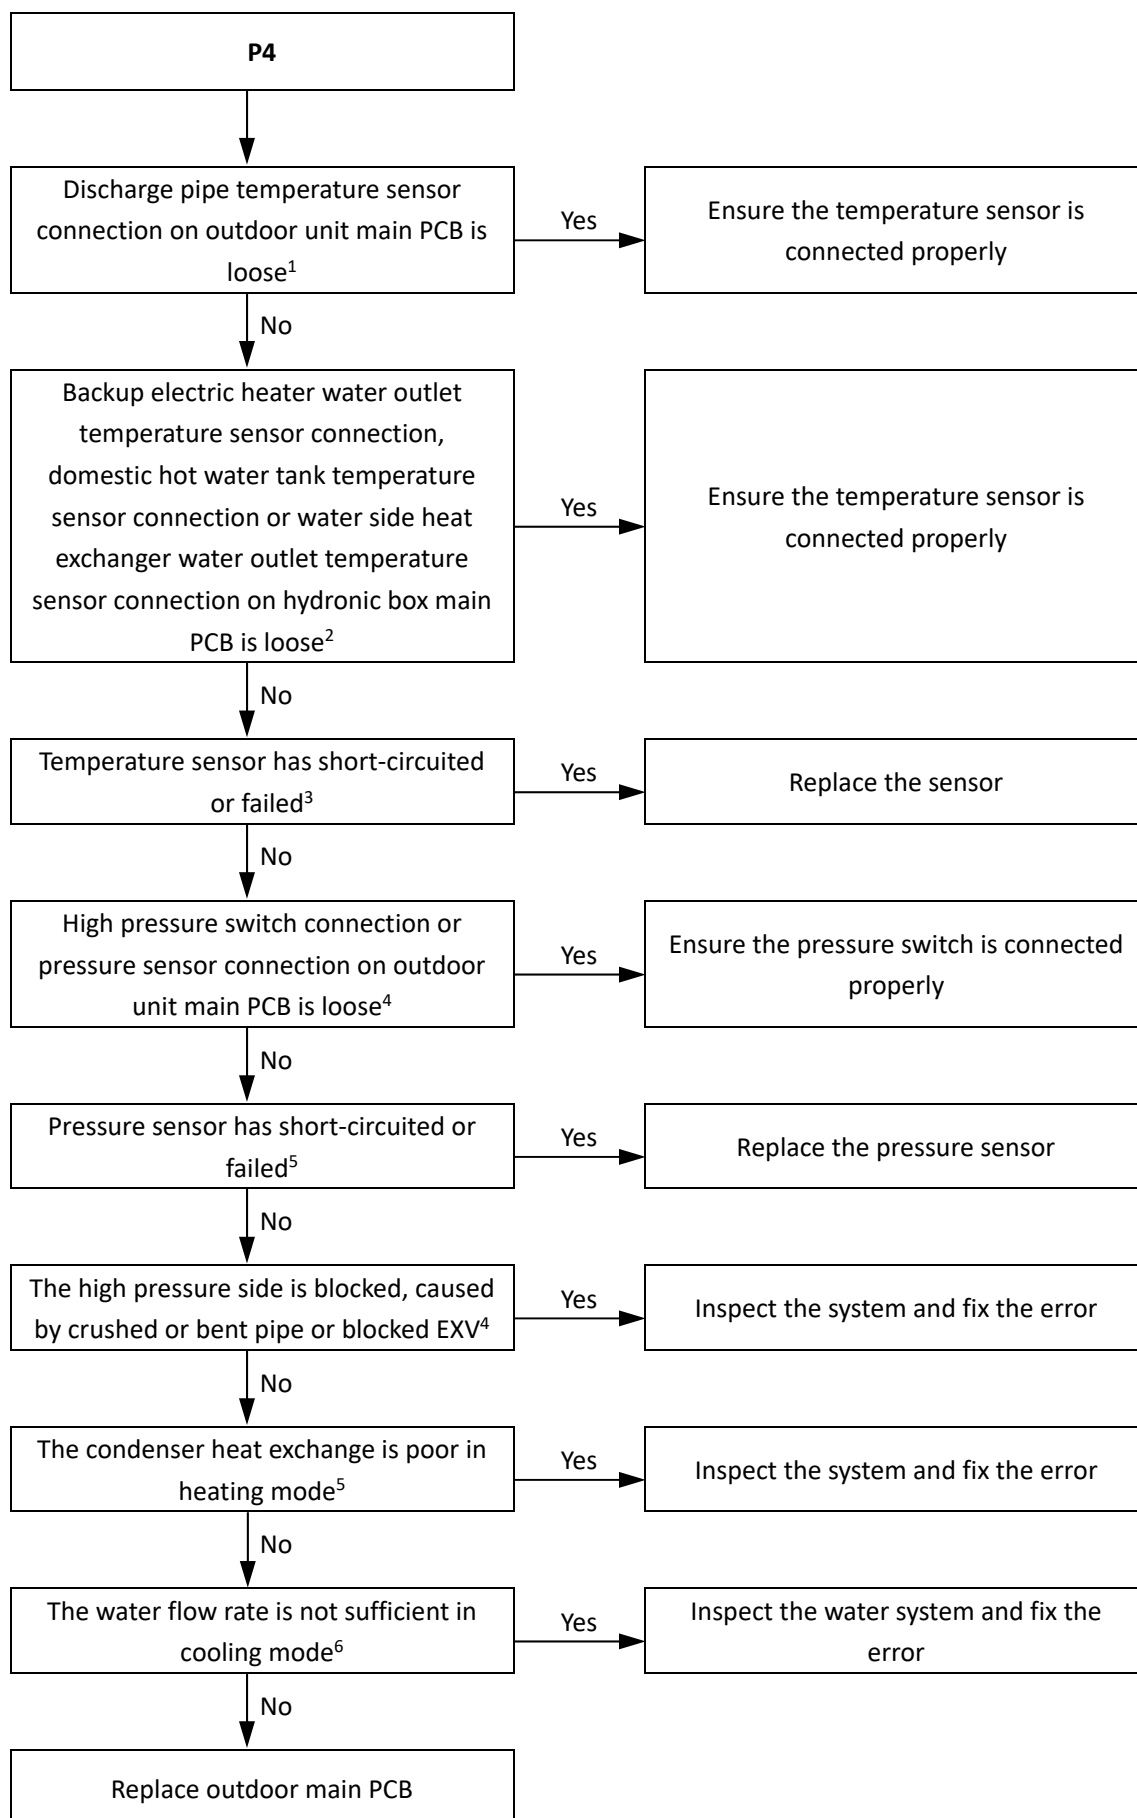 P4
Discharge pipe temperature sensor
connection on outdoor unit main PCB is
loose¹
Yes
Ensure the temperature sensor is
connected properly
No
Backup electric heater water outlet
temperature sensor connection,
domestic hot water tank temperature
sensor connection or water side heat
exchanger water outlet temperature
sensor connection on hydronic box main
PCB is loose²
Yes
Ensure the temperature sensor is
connected properly
No
Temperature sensor has short-circuited
or failed³
Yes
Replace the sensor
No
High pressure switch connection or
pressure sensor connection on outdoor
unit main PCB is loose⁴
Yes
Ensure the pressure switch is connected
properly
No
Pressure sensor has short-circuited or
failed⁵
Yes
Replace the pressure sensor
No
The high pressure side is blocked, caused
by crushed or bent pipe or blocked EXV⁴
Yes
Inspect the system and fix the error
No
The condenser heat exchange is poor in
heating mode⁵
Yes
Inspect the system and fix the error
No
The water flow rate is not sufficient in
cooling mode⁶
Yes
Inspect the water system and fix the
error
No
Replace outdoor main PCB